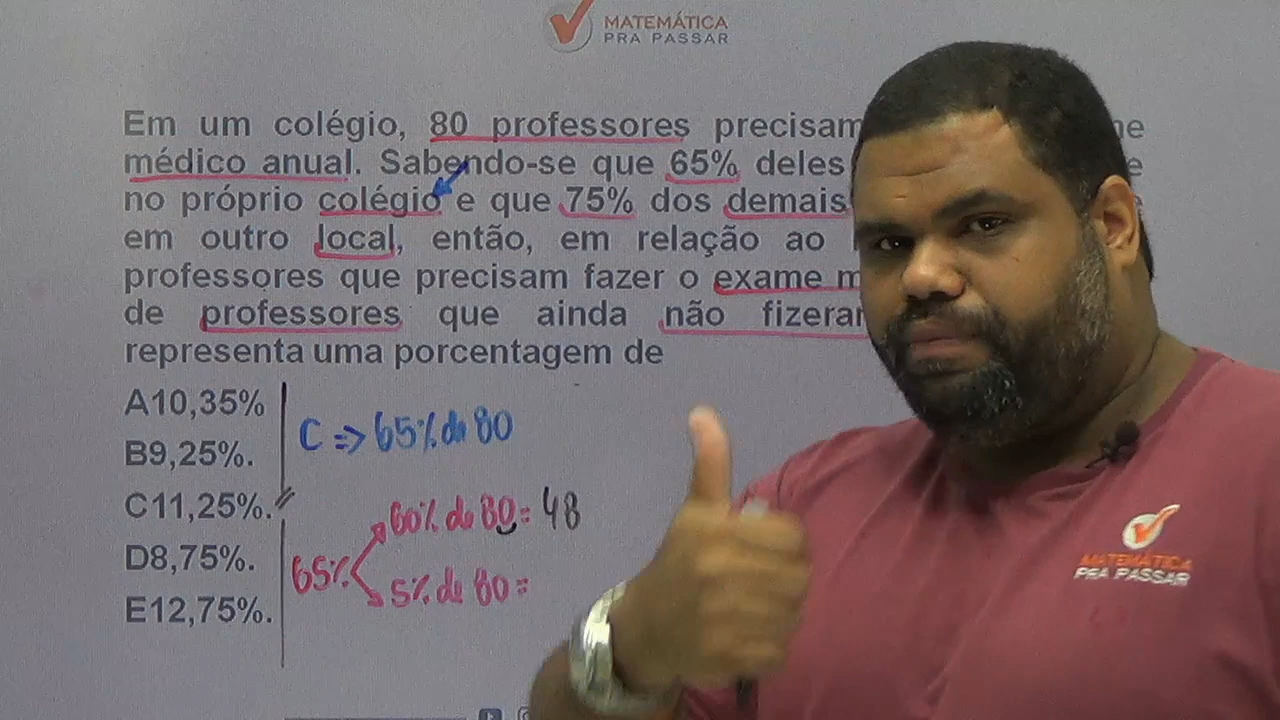 MATEMÁTICA
PRA PASSAR
Em um colégio, 80 professores precisam
médico anual. Sabendo-se que 65% deles
no próprio colégio e que 75% dos demais
em outro local, então, em relação ao
professores que precisam fazer o exame m
de professores que ainda não fizeram
representa uma porcentagem de
A10,35%
B9,25%.
C11,25%.
D8,75%.
E12,75%.
C => 65% de 80
60% de 80 = 48
65%
5% de 80 =
MATEMÁTICA
PRA PASSAR